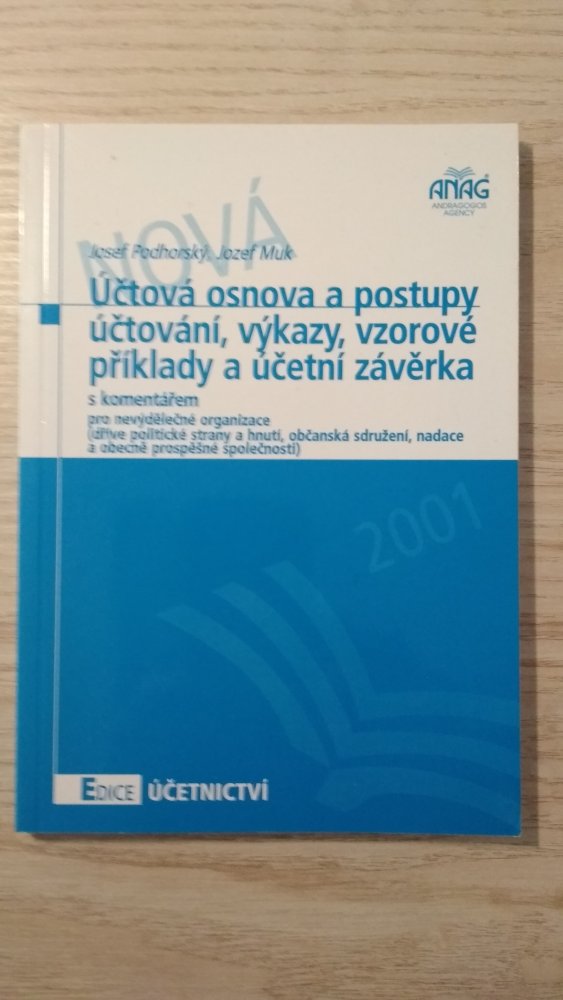 ANAG
ANDRAGOGOS
AGENCY
NOVÁ
Josef Podhorský, Jozef Muk
Účtová osnova a postupy
účtování, výkazy, vzorové
příklady a účetní závěrka
s komentářem
pro nevýdělečné organizace
(dříve politické strany a hnutí, občanská sdružení, nadace
a obecně prospěšné společnosti)
2001
EDICE ÚČETNICTVÍ